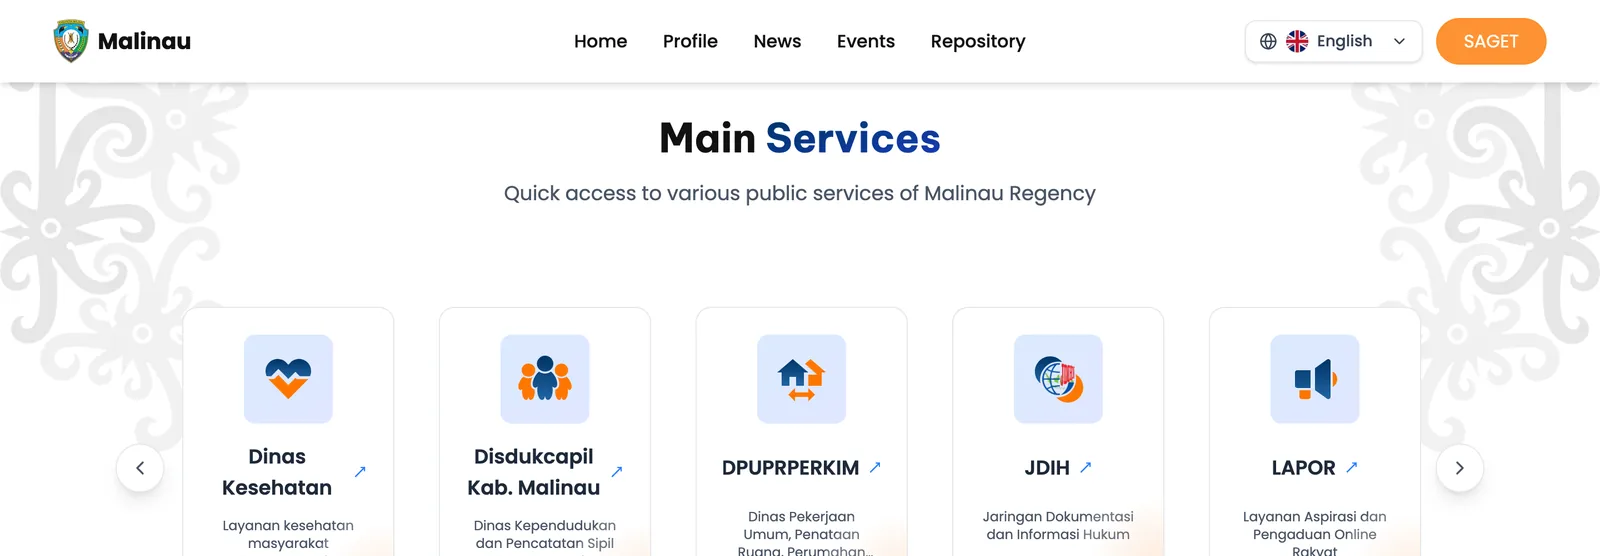 Malinau
Home
Profile
News
Events
Repository
English
SAGET
Main Services
Quick access to various public services of Malinau Regency
Dinas
Kesehatan
Layanan kesehatan
masyarakat
Disdukcapil
Kab. Malinau
Dinas Kependudukan
dan Pencatatan Sipil
DPUPRPERKIM
Dinas Pekerjaan
Umum, Penataan
Ruang, Perumahan...
JDIH
Jaringan Dokumentasi
dan Informasi Hukum
LAPOR
Layanan Aspirasi dan
Pengaduan Online
Rakyat